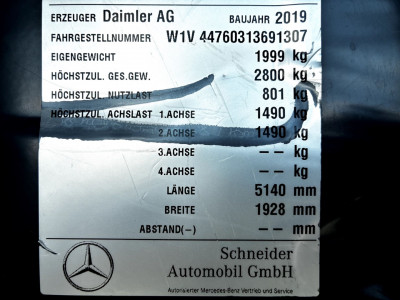 ERZEUGER Daimler AG BAUJAHR 2019
FAHRGESTELLNUMMER W1V 44760313691307
EIGENGEWICHT 1999 kg
HÖCHSTZUL. GES.GEW. 2800 kg
HÖCHSTZUL. NUTZLAST 801 kg
HÖCHSTZUL. ACHSLAST 1.ACHSE 1490 kg
2.ACHSE 1490 kg
3.ACHSE –– kg
4.ACHSE –– kg
LÄNGE 5140 mm
BREITE 1928 mm
ABSTAND(–) –– mm
Schneider
Automobil GmbH
Autorisierter Mercedes-Benz Vertrieb und Service